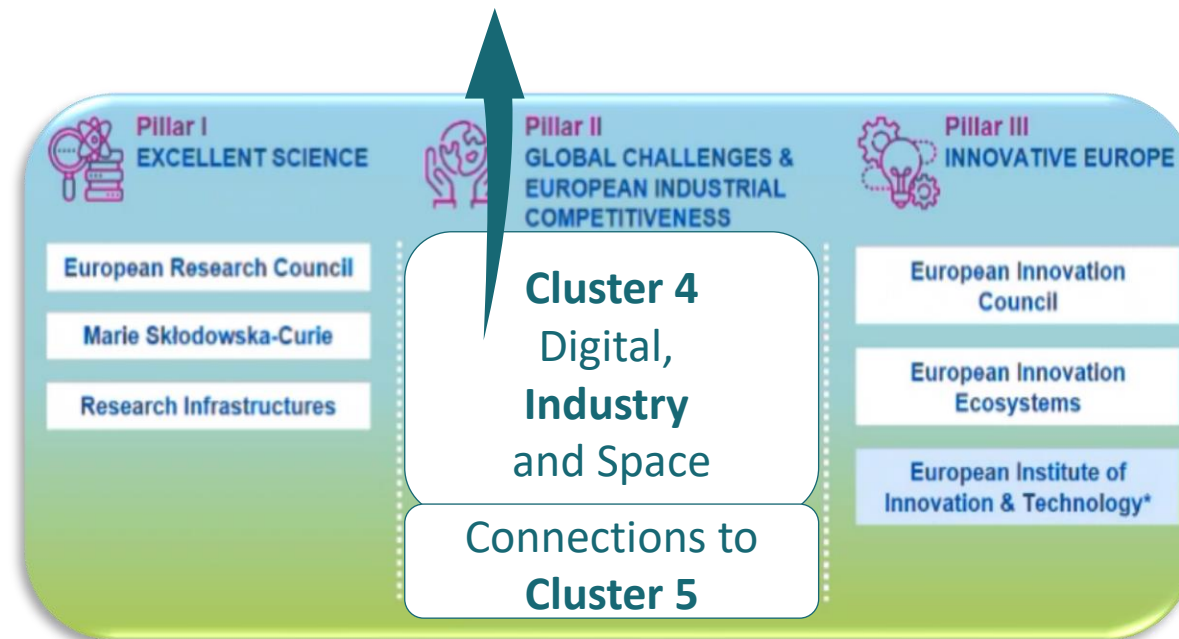 Pillar I
EXCELLENT SCIENCE
European Research Council
Marie Skłodowska-Curie
Research Infrastructures
Pillar II
GLOBAL CHALLENGES &
EUROPEAN INDUSTRIAL
COMPETITIVENESS
Cluster 4
Digital,
Industry
and Space
Connections to
Cluster 5
Pillar III
INNOVATIVE EUROPE
European Innovation
Council
European Innovation
Ecosystems
European Institute of
Innovation & Technology*